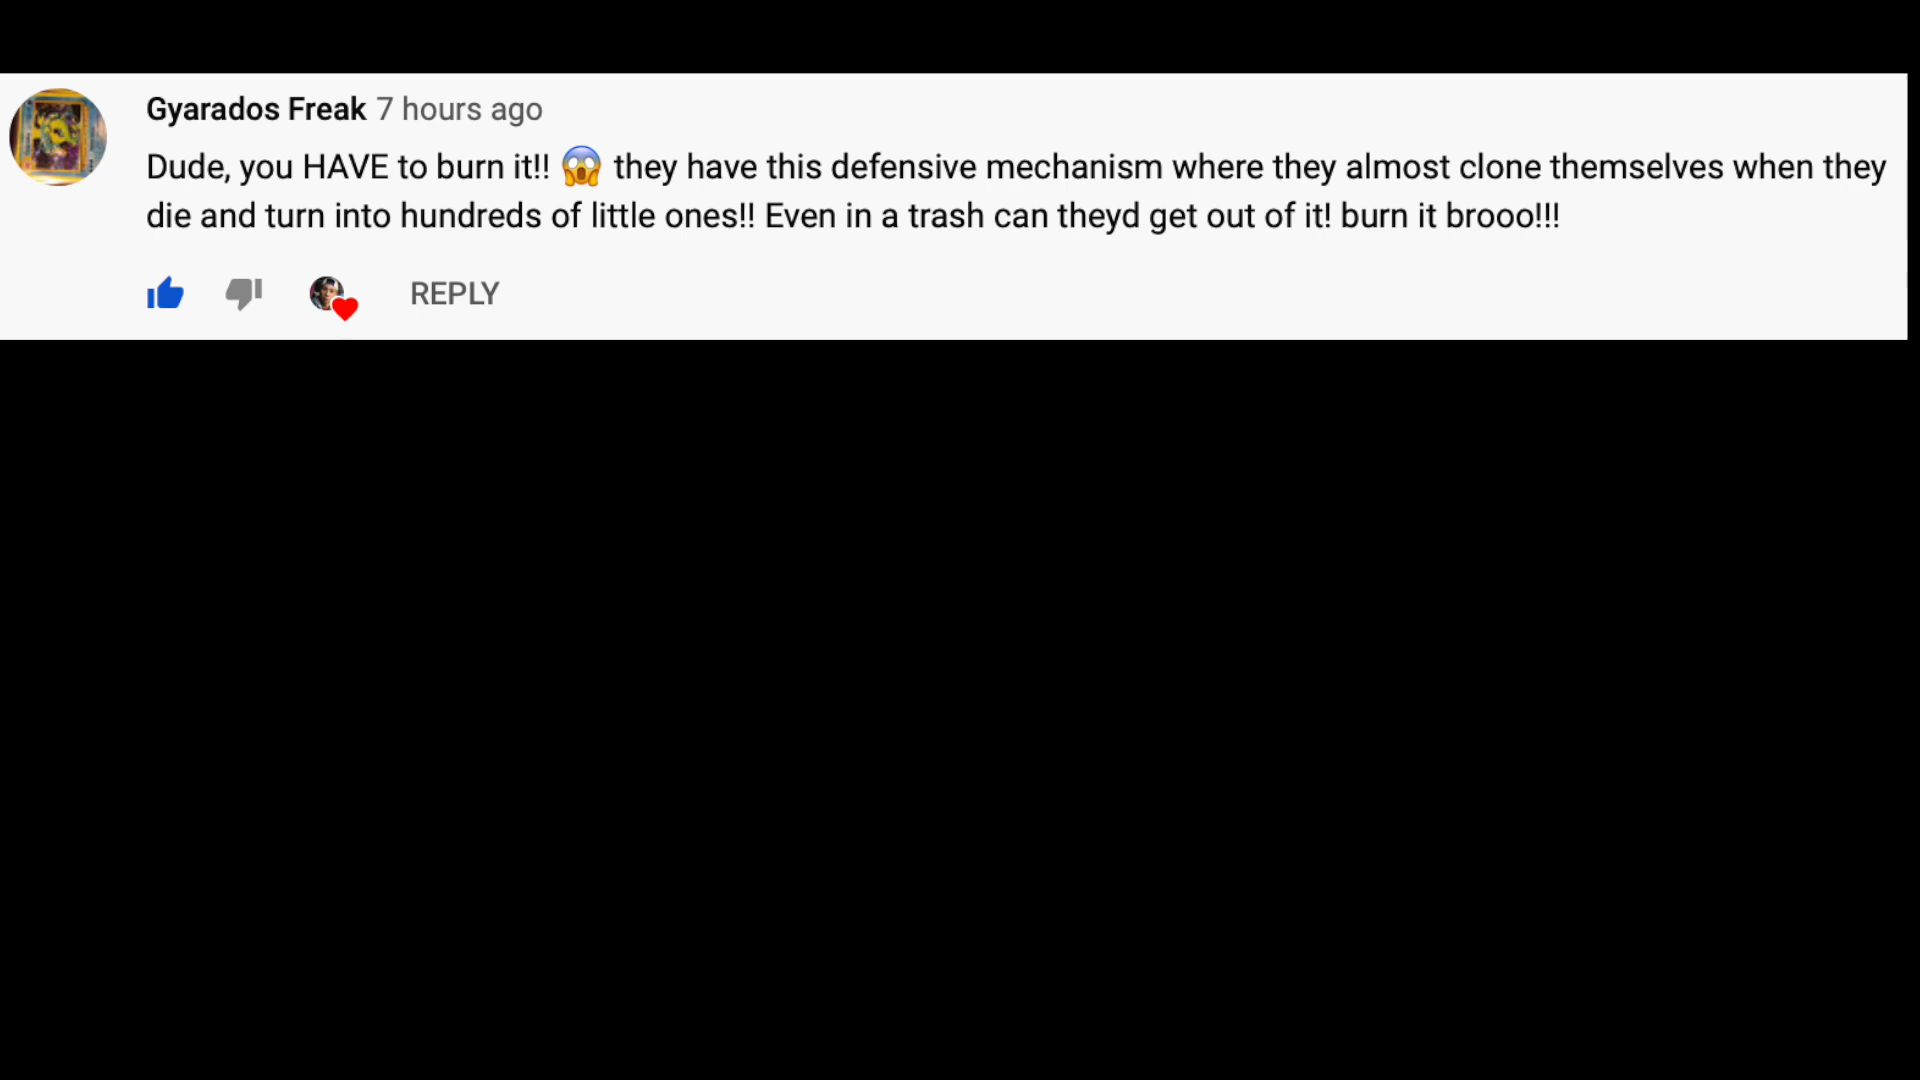 Gyarados Freak 7 hours ago
Dude, you HAVE to burn it!! 😱 they have this defensive mechanism where they almost clone themselves when they
die and turn into hundreds of little ones!! Even in a trash can theyd get out of it! burn it brooo!!!
REPLY